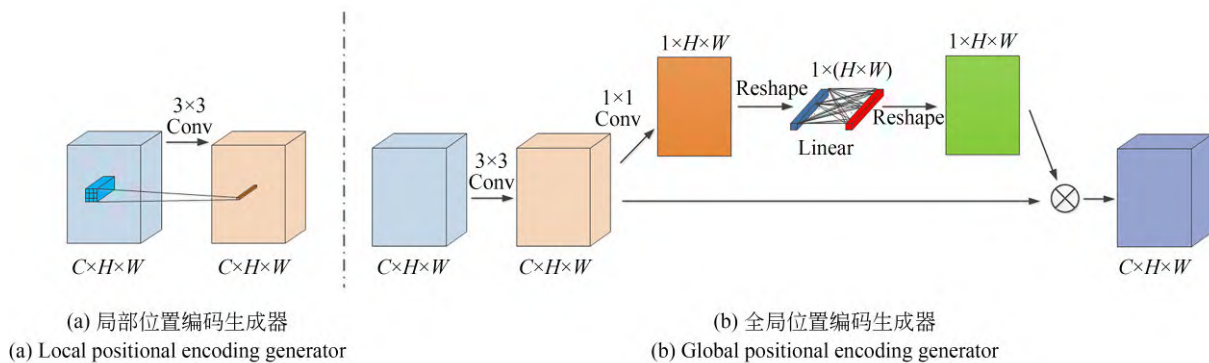 3×3
Conv
C×H×W
C×H×W
(a) 局部位置编码生成器
(a) Local positional encoding generator
1×H×W
1×H×W
1×(H×W)
Reshape
1×1
Conv
Reshape
Linear
3×3
Conv
C×H×W
C×H×W
C×H×W
(b) 全局位置编码生成器
(b) Global positional encoding generator